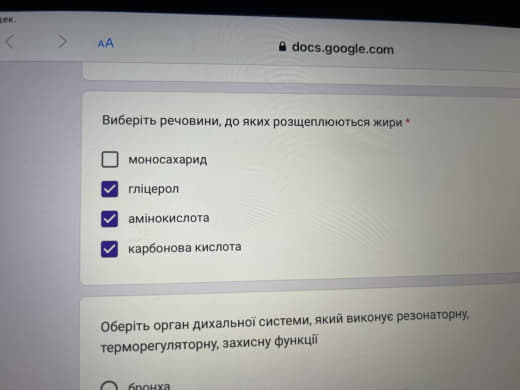 дек.
AA
docs.google.com
Виберіть речовини, до яких розщеплюються жири *
моносахарид
гліцерол
амінокислота
карбонова кислота
Оберіть орган дихальної системи, який виконує резонаторну,
терморегуляторну, захисну функції
бронха